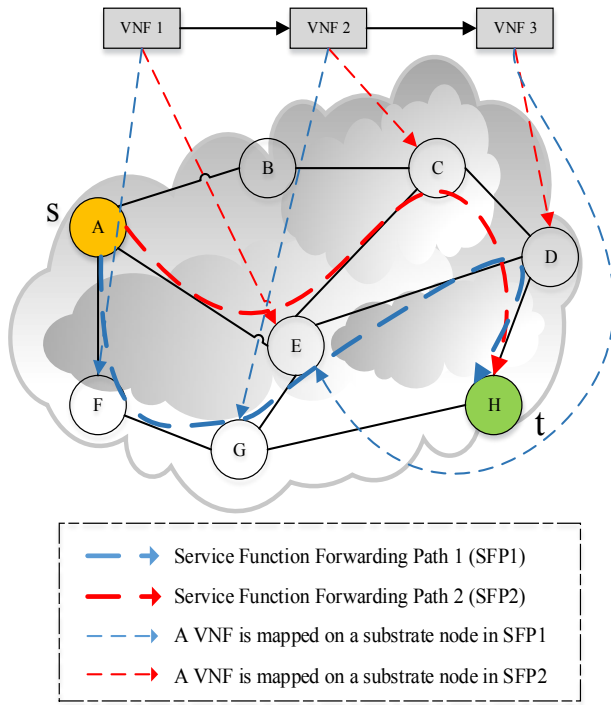 VNF 1 VNF 2 VNF 3
B
C
S
A
D
E
F
H
t
G
Service Function Forwarding Path 1 (SFP1)
Service Function Forwarding Path 2 (SFP2)
A VNF is mapped on a substrate node in SFP1
A VNF is mapped on a substrate node in SFP2